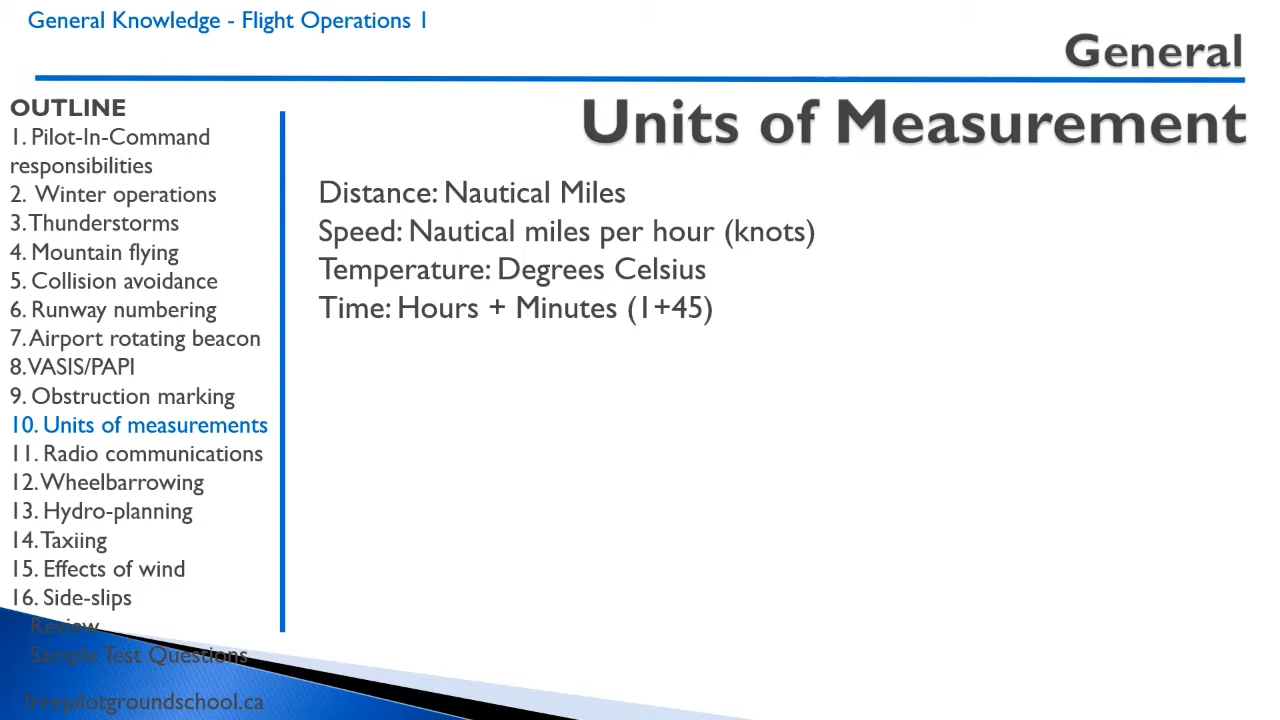 General Knowledge - Flight Operations 1
General
OUTLINE
1. Pilot-In-Command
responsibilities
2. Winter operations
3. Thunderstorms
4. Mountain flying
5. Collision avoidance
6. Runway numbering
7. Airport rotating beacon
8. VASIS/PAPI
9. Obstruction marking
10. Units of measurements
11. Radio communications
12. Wheelbarrowing
13. Hydro-planning
14. Taxiing
15. Effects of wind
16. Side-slips
Review
Sample Test Questions
freepilotgroundschool.ca
Units of Measurement
Distance: Nautical Miles
Speed: Nautical miles per hour (knots)
Temperature: Degrees Celsius
Time: Hours + Minutes (1+45)